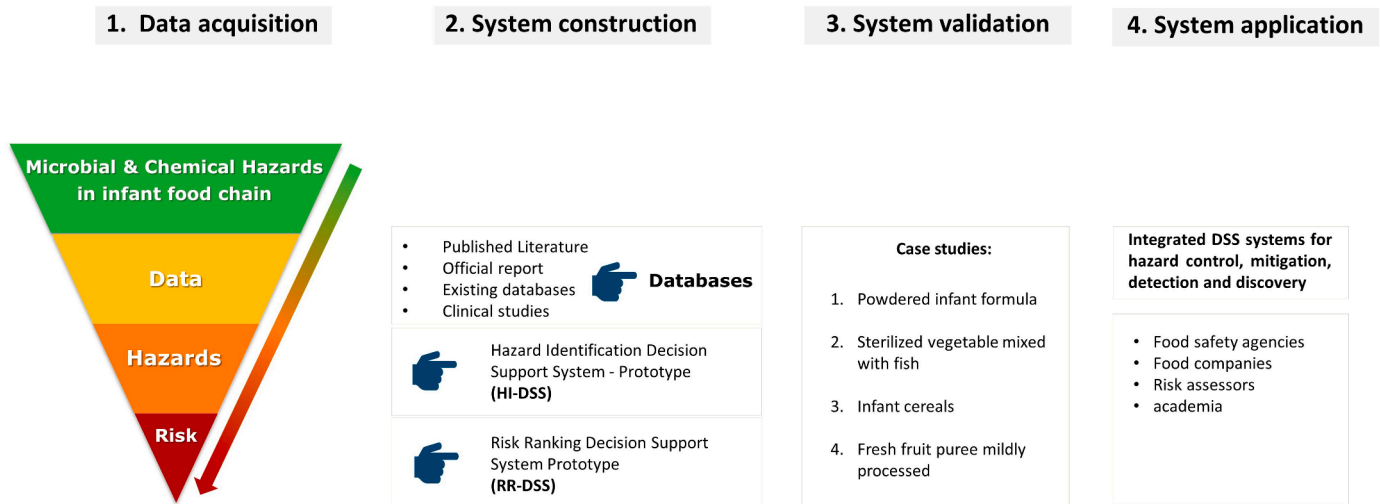 1. Data acquisition
2. System construction
3. System validation
4. System application
Microbial & Chemical Hazards
in infant food chain
Data
Hazards
Risk
• Published Literature
• Official report
• Existing databases
• Clinical studies
Databases
Hazard Identification Decision
Support System - Prototype
(HI-DSS)
Risk Ranking Decision Support
System Prototype
(RR-DSS)
Case studies:
1. Powdered infant formula
2. Sterilized vegetable mixed
with fish
3. Infant cereals
4. Fresh fruit puree mildly
processed
Integrated DSS systems for
hazard control, mitigation,
detection and discovery
• Food safety agencies
• Food companies
• Risk assessors
• academia